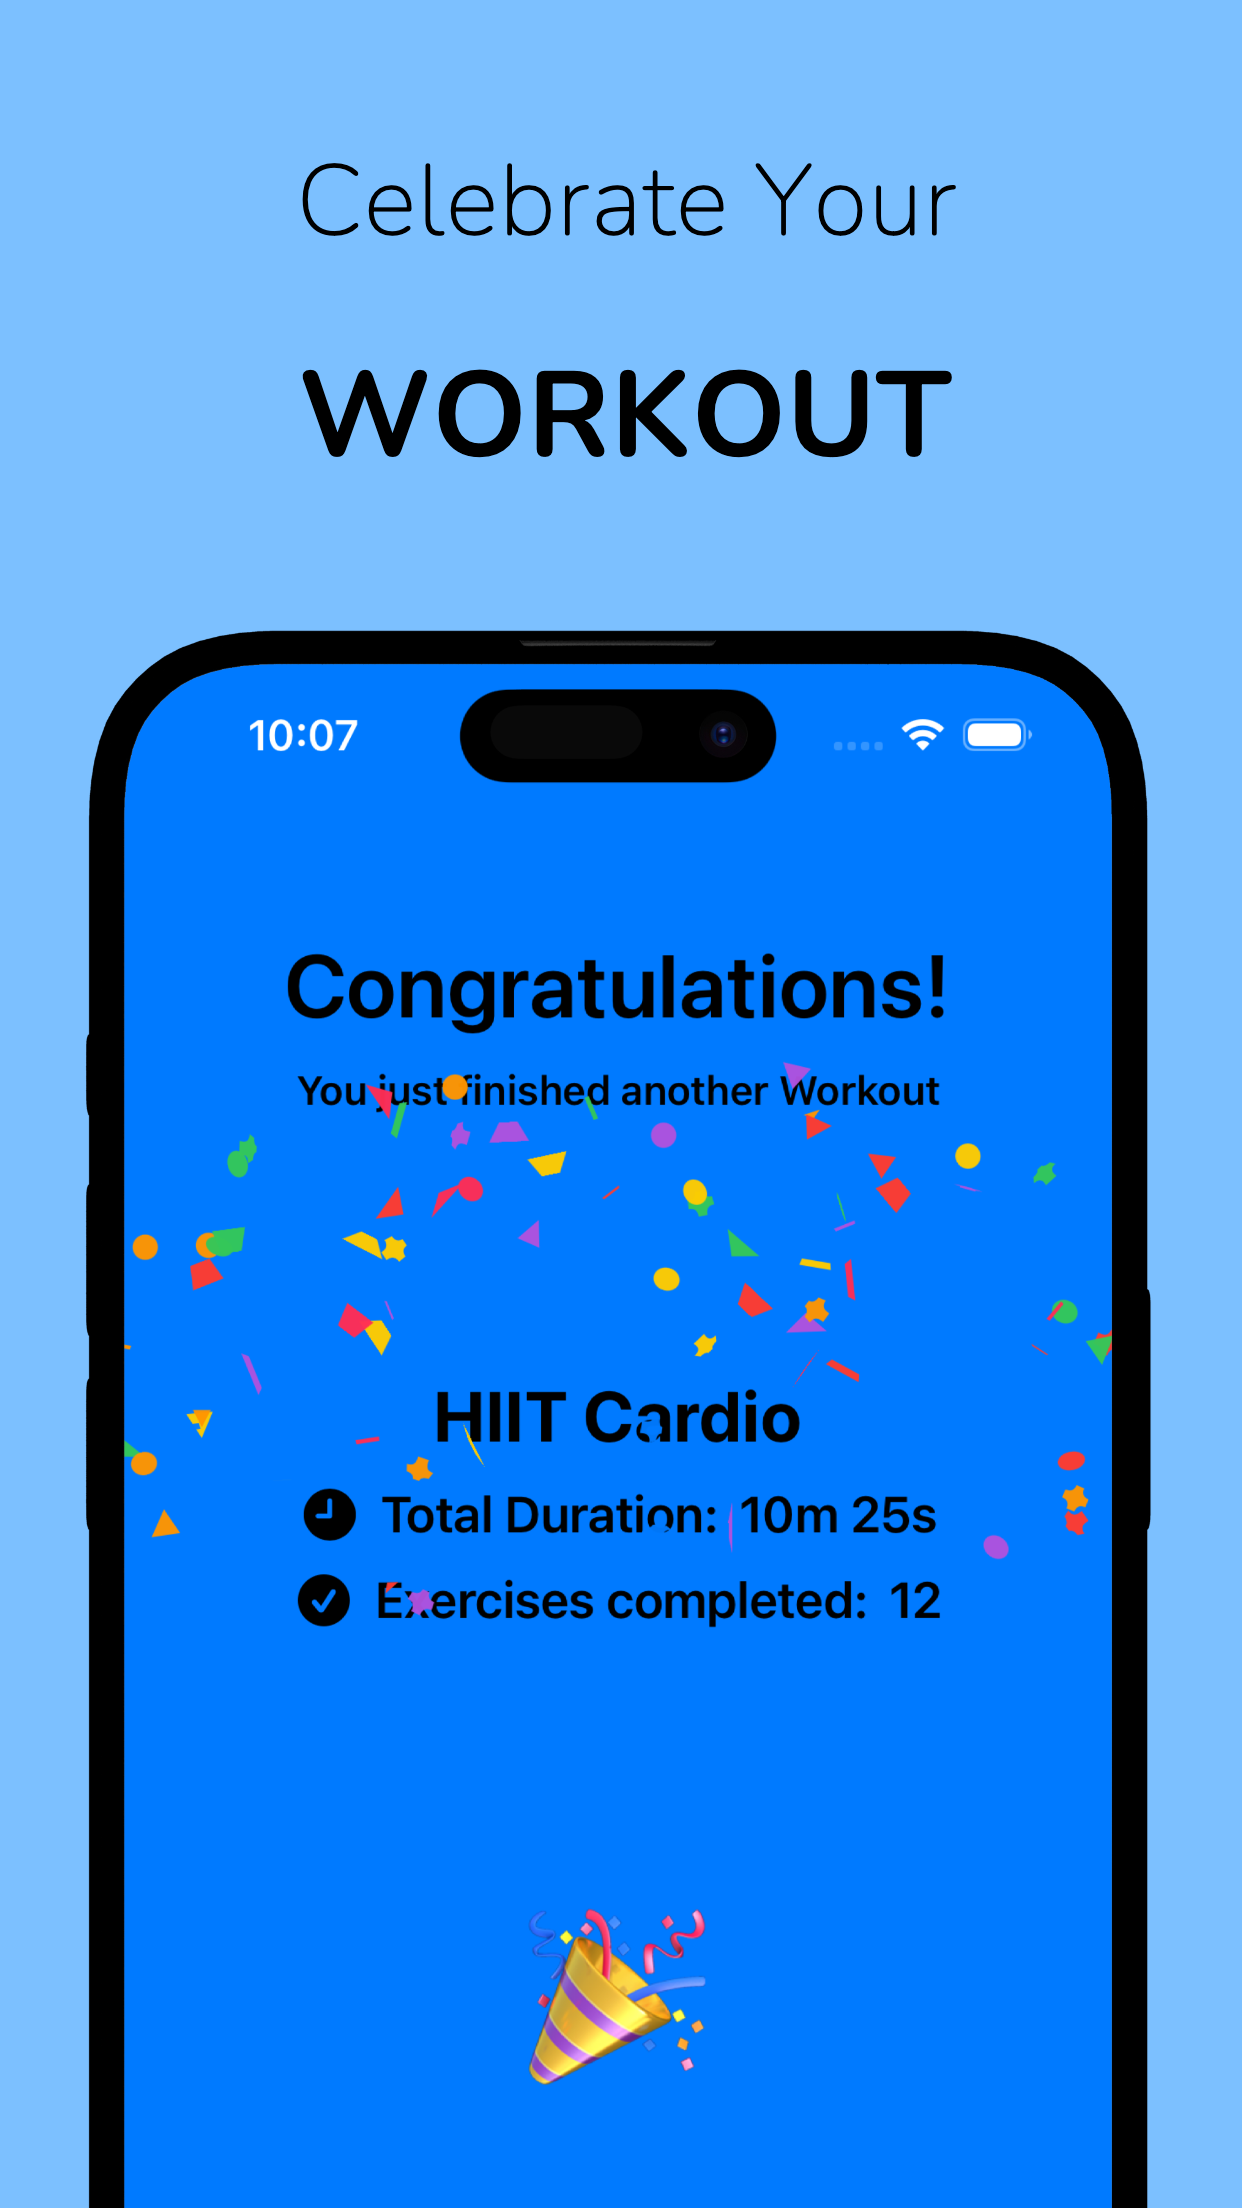 Celebrate Your
WORKOUT
10:07
Congratulations!
You just finished another Workout
HIIT Cardio
Total Duration: 10m 25s
Exercises completed: 12